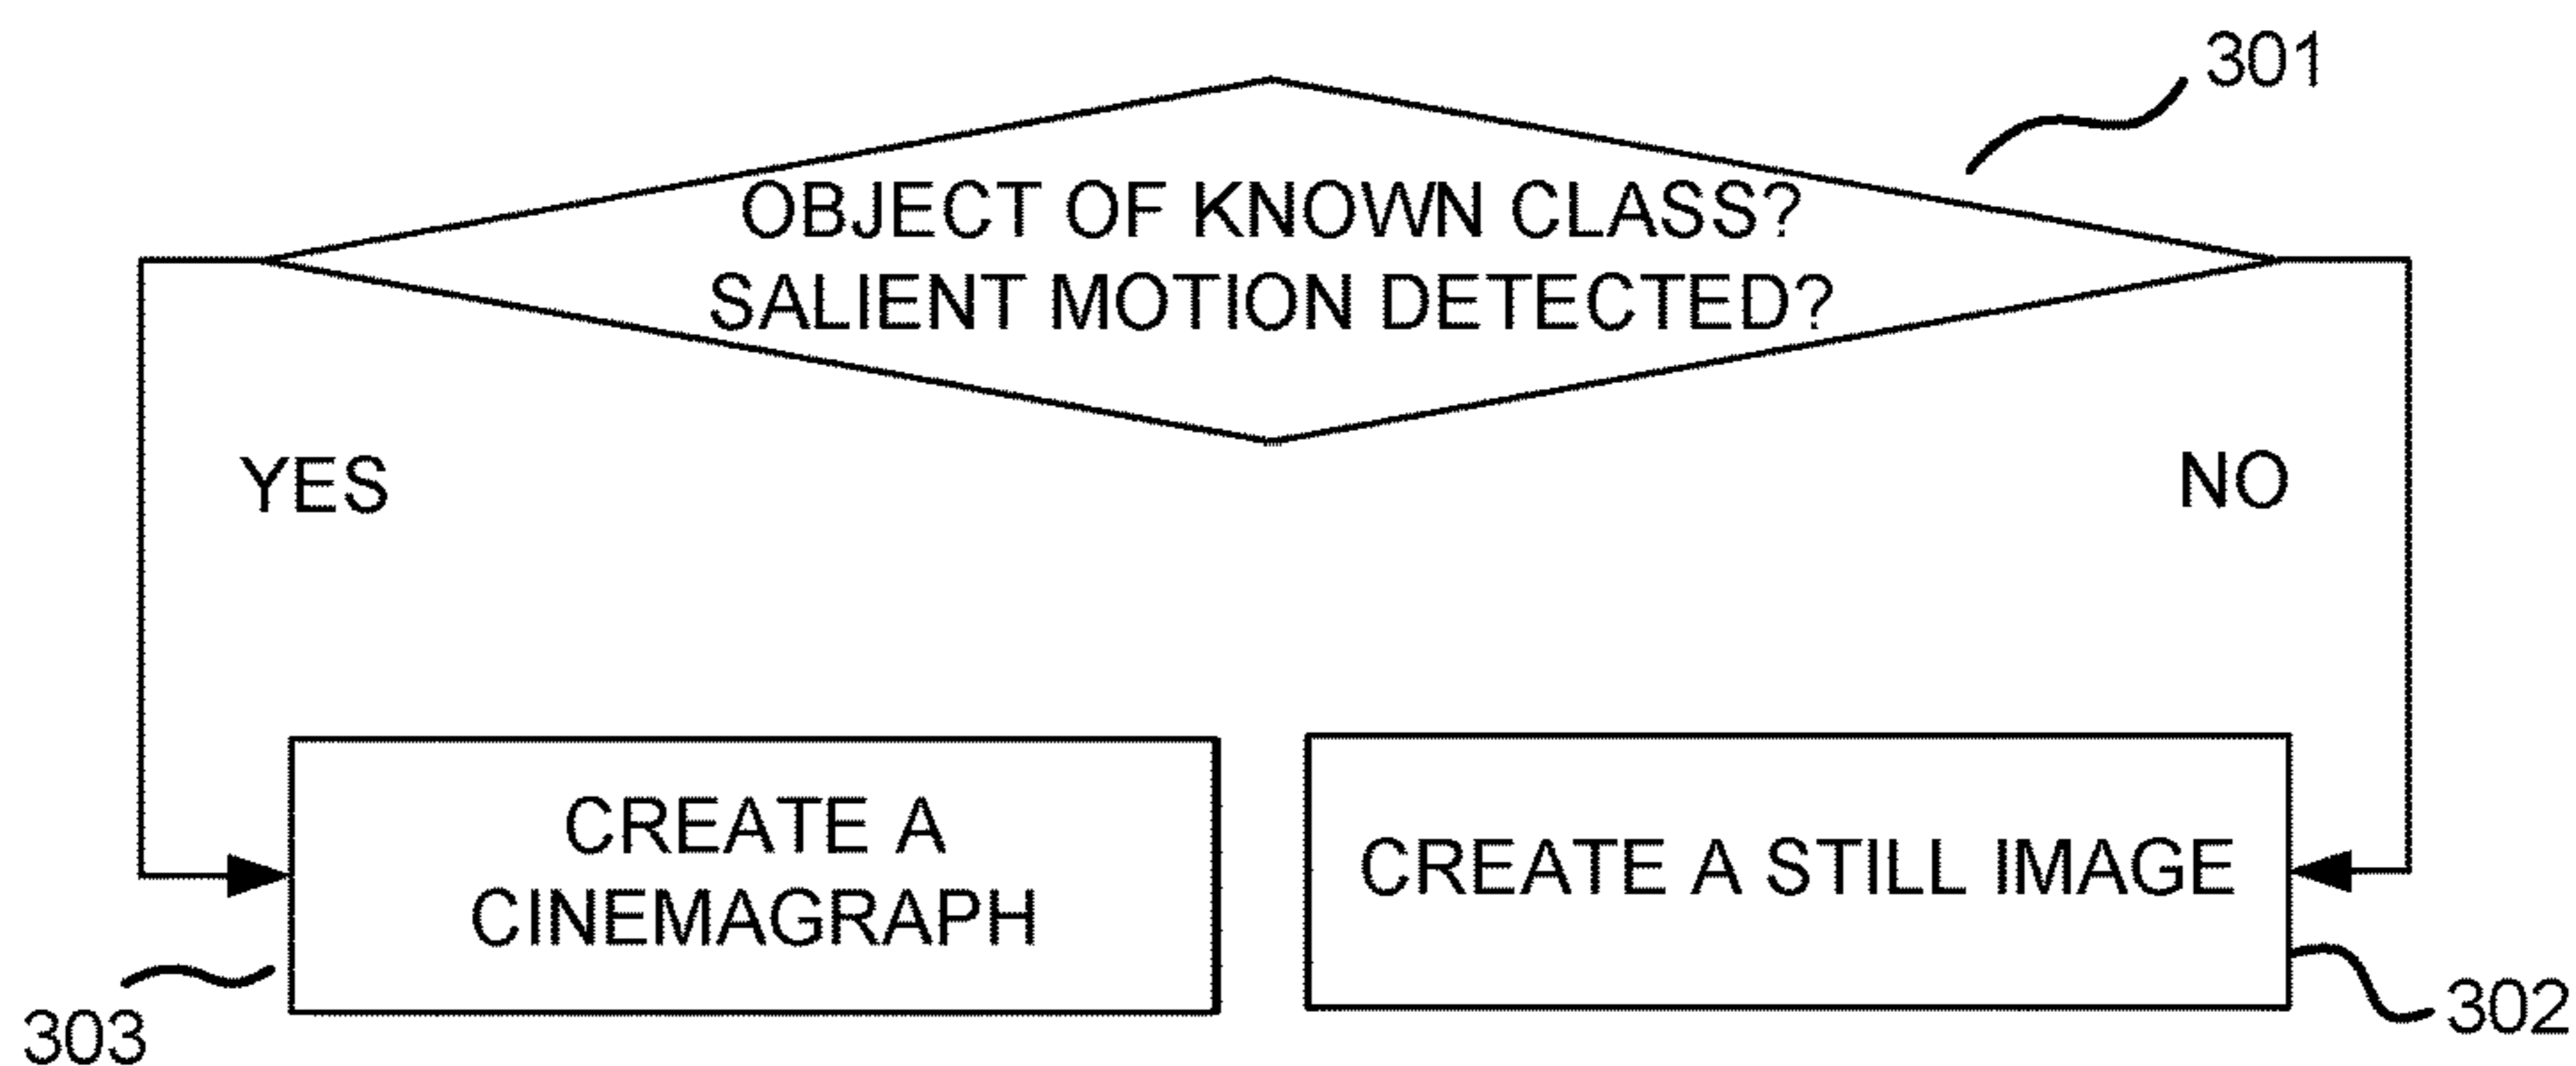 301
OBJECT OF KNOWN CLASS?
SALIENT MOTION DETECTED?
YES
NO
CREATE A
CINEMAGRAPH
CREATE A STILL IMAGE
303
302